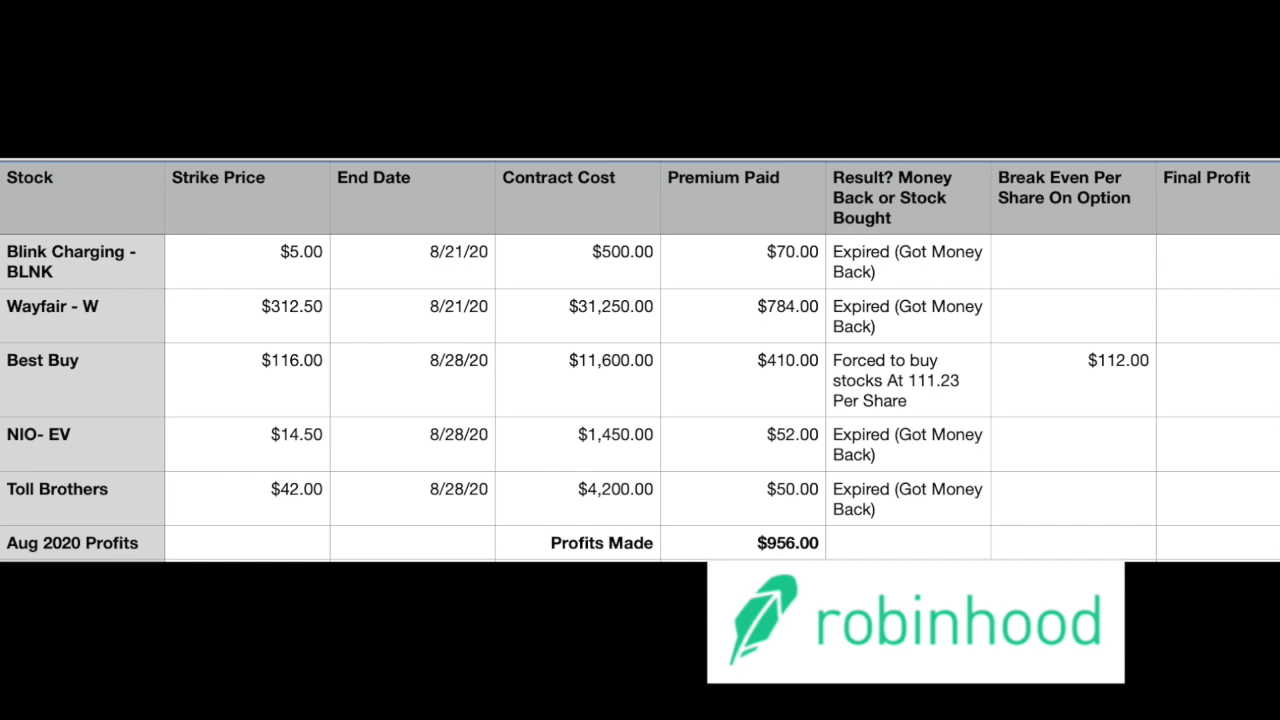 Stock Strike Price End Date Contract Cost Premium Paid Result? Money Break Even Per Final Profit
Back or Stock Share On Option
Bought
Blink Charging - $5.00 8/21/20 $500.00 $70.00 Expired (Got Money
BLNK Back)
Wayfair - W $312.50 8/21/20 $31,250.00 $784.00 Expired (Got Money
Back)
Best Buy $116.00 8/28/20 $11,600.00 $410.00 Forced to buy $112.00
stocks At 111.23
Per Share
NIO- EV $14.50 8/28/20 $1,450.00 $52.00 Expired (Got Money
Back)
Toll Brothers $42.00 8/28/20 $4,200.00 $50.00 Expired (Got Money
Back)
Aug 2020 Profits Profits Made $956.00
robinhood